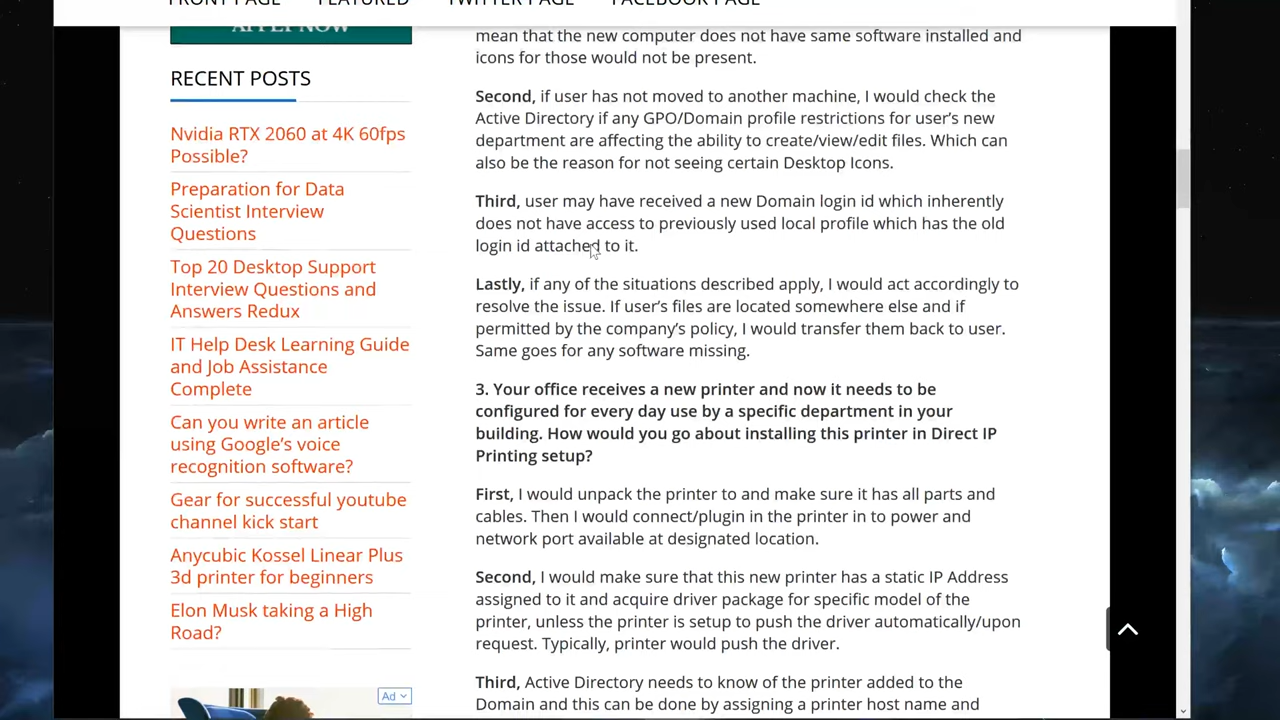 FRONT PAGE FEATURED TWITTER PAGE FACEBOOK PAGE
APPLY NOW
RECENT POSTS
Nvidia RTX 2060 at 4K 60fps
Possible?
Preparation for Data
Scientist Interview
Questions
Top 20 Desktop Support
Interview Questions and
Answers Redux
IT Help Desk Learning Guide
and Job Assistance
Complete
Can you write an article
using Google’s voice
recognition software?
Gear for successful youtube
channel kick start
Anycubic Kossel Linear Plus
3d printer for beginners
Elon Musk taking a High
Road?
Ad
mean that the new computer does not have same software installed and
icons for those would not be present.
Second, if user has not moved to another machine, I would check the
Active Directory if any GPO/Domain profile restrictions for user’s new
department are affecting the ability to create/view/edit files. Which can
also be the reason for not seeing certain Desktop Icons.
Third, user may have received a new Domain login id which inherently
does not have access to previously used local profile which has the old
login id attached to it.
Lastly, if any of the situations described apply, I would act accordingly to
resolve the issue. If user’s files are located somewhere else and if
permitted by the company’s policy, I would transfer them back to user.
Same goes for any software missing.
3. Your office receives a new printer and now it needs to be
configured for every day use by a specific department in your
building. How would you go about installing this printer in Direct IP
Printing setup?
First, I would unpack the printer to and make sure it has all parts and
cables. Then I would connect/plugin in the printer in to power and
network port available at designated location.
Second, I would make sure that this new printer has a static IP Address
assigned to it and acquire driver package for specific model of the
printer, unless the printer is setup to push the driver automatically/upon
request. Typically, printer would push the driver.
Third, Active Directory needs to know of the printer added to the
Domain and this can be done by assigning a printer host name and